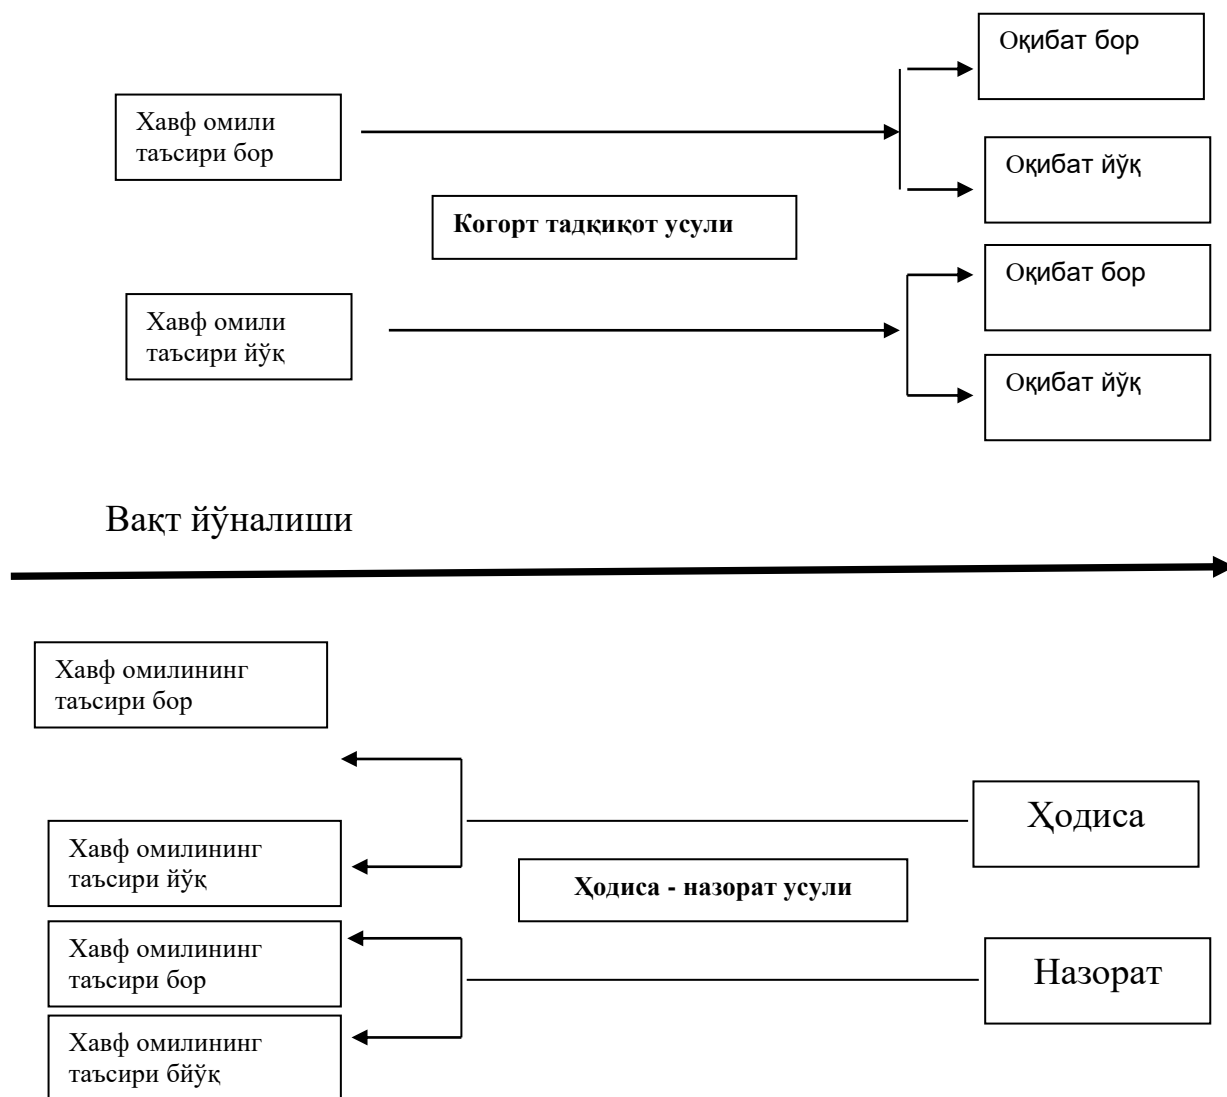 Оқибат бор
Хавф омили
таъсири бор
Оқибат йўқ
Когорт тадқиқот усули
Оқибат бор
Хавф омили
таъсири йўқ
Оқибат йўқ
Вақт йўналиши
Хавф омилининг
таъсири бор
Ҳодиса
Хавф омилининг
таъсири йўқ
Ҳодиса - назорат усули
Хавф омилининг
таъсири бор
Назорат
Хавф омилининг
таъсири бйўқ